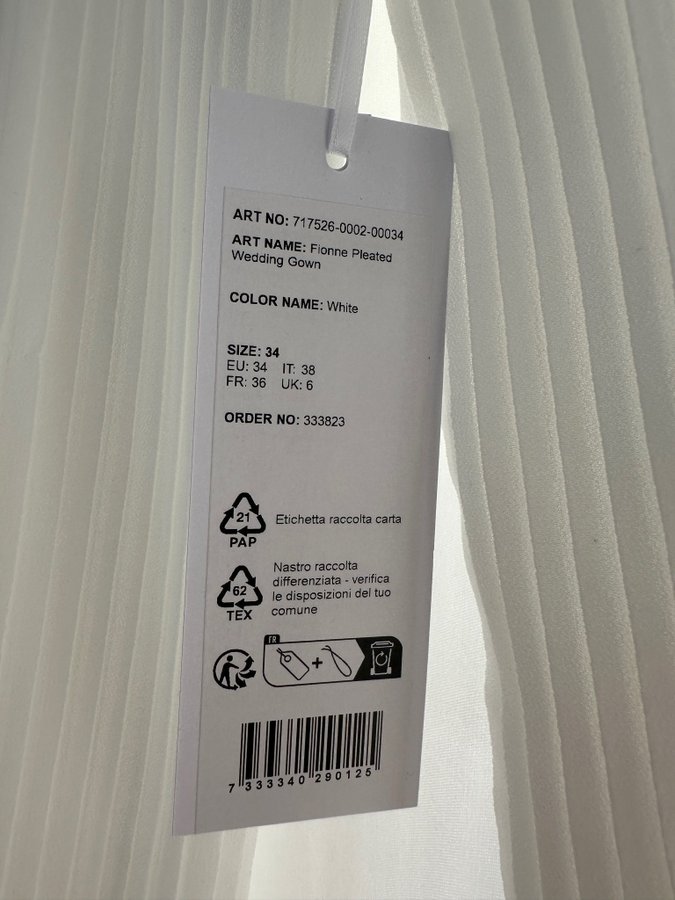 ART NO: 717526-0002-00034
ART NAME: Fionne Pleated
Wedding Gown
COLOR NAME: White
SIZE: 34
EU: 34 IT: 38
FR: 36 UK: 6
ORDER NO: 333823
21
PAP
Etichetta raccolta carta
62
TEX
Nastro raccolta
differenziata - verifica
le disposizioni del tuo
comune
FR
+
7 333340 290125